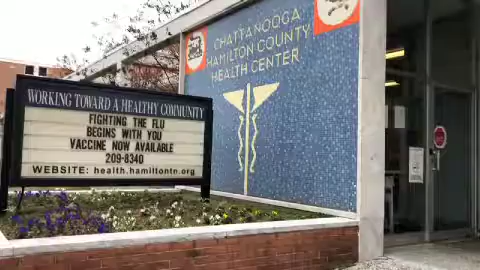 CHATTANOOGA
HAMILTON COUNTY
HEALTH CENTER
WORKING TOWARD A HEALTHY COMMUNITY
FIGHTING THE FLU
BEGINS WITH YOU
VACCINE NOW AVAILABLE
209-8340
WEBSITE: health.hamiltontn.org